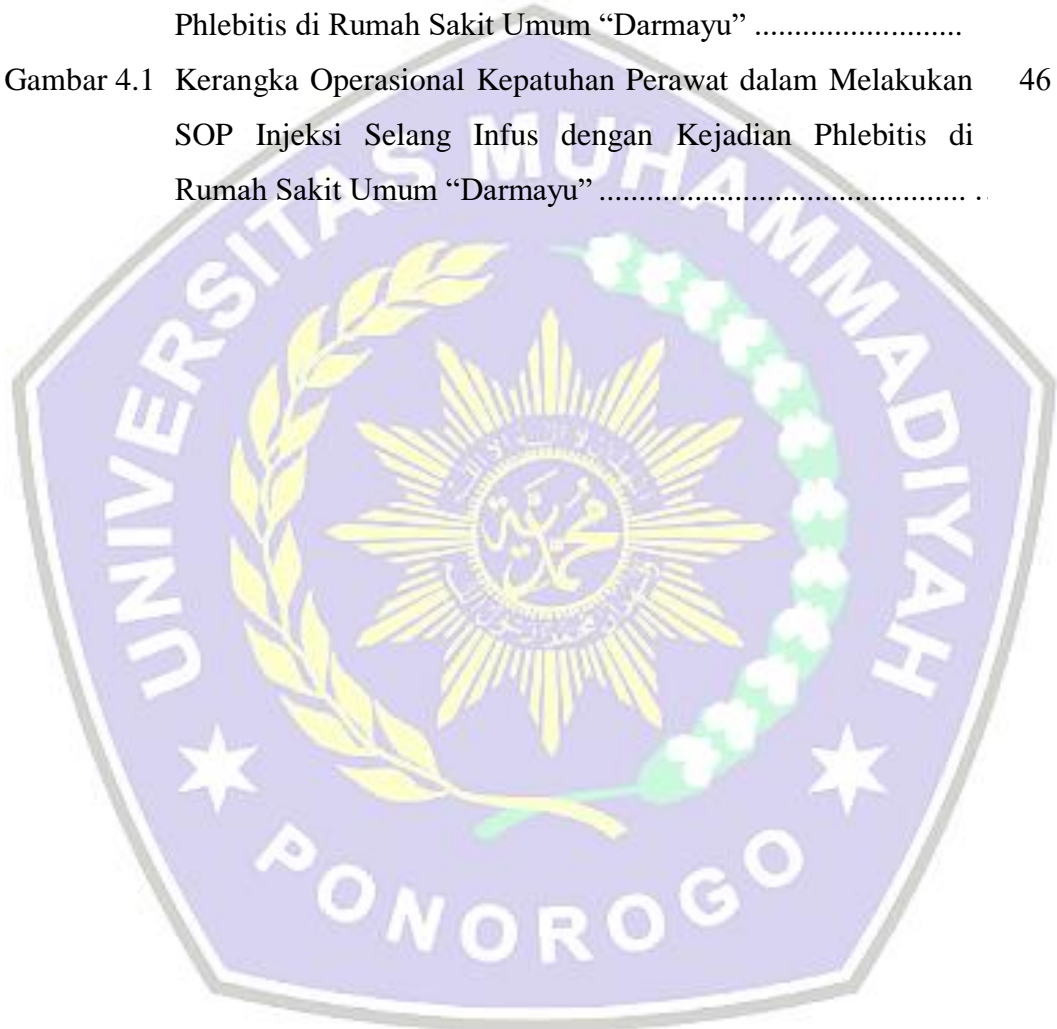 Phlebitis di Rumah Sakit Umum “Darmayu” ..........................
Gambar 4.1 Kerangka Operasional Kepatuhan Perawat dalam Melakukan 46
SOP Injeksi Selang Infus dengan Kejadian Phlebitis di
Rumah Sakit Umum “Darmayu” .............................................. ..
UNIVERSITAS MUHAMMADIYAH
PONOROGO